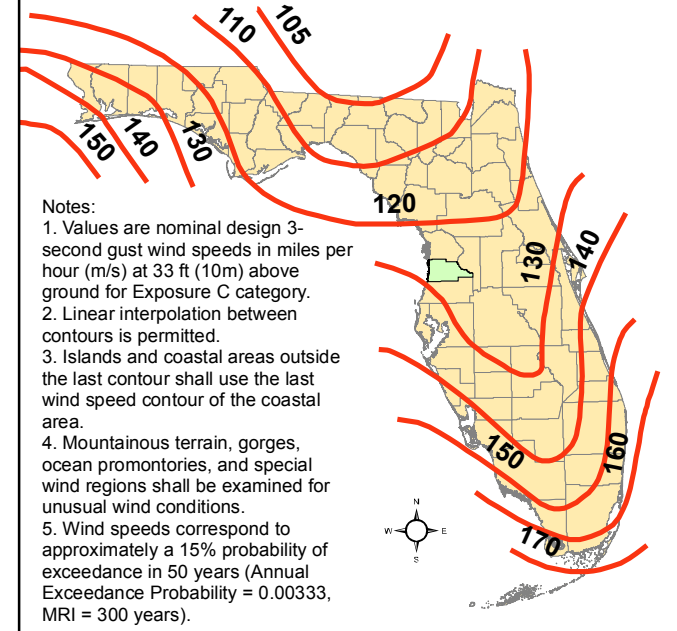 105
110
150
140
130
120
130
140
150
160
170
N
W
E
S
Notes:
1. Values are nominal design 3-
second gust wind speeds in miles per
hour (m/s) at 33 ft (10m) above
ground for Exposure C category.
2. Linear interpolation between
contours is permitted.
3. Islands and coastal areas outside
the last contour shall use the last
wind speed contour of the coastal
area.
4. Mountainous terrain, gorges,
ocean promontories, and special
wind regions shall be examined for
unusual wind conditions.
5. Wind speeds correspond to
approximately a 15% probability of
exceedance in 50 years (Annual
Exceedance Probability = 0.00333,
MRI = 300 years).